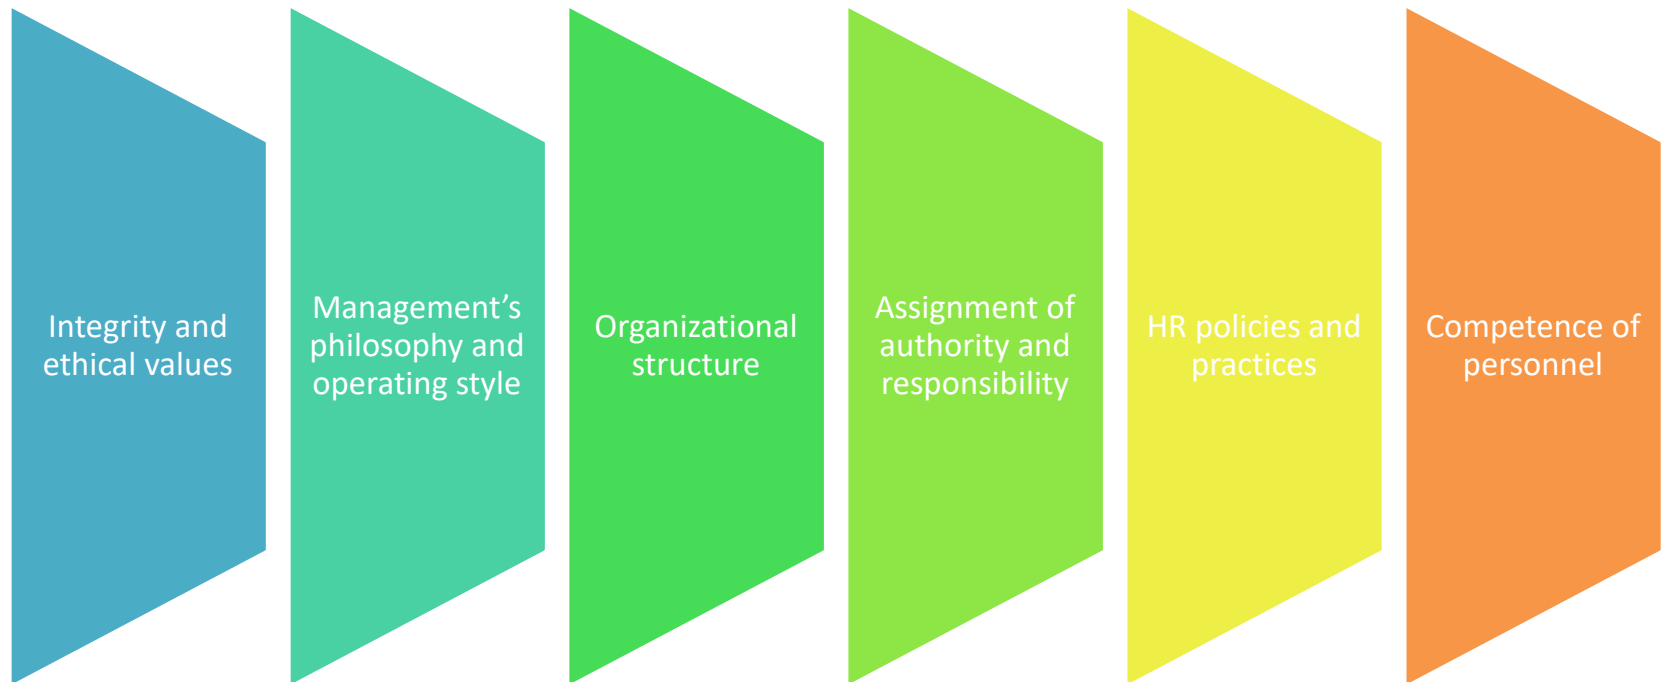 Integrity and
ethical values
Management’s
philosophy and
operating style
Organizational
structure
Assignment of
authority and
responsibility
HR policies and
practices
Competence of
personnel